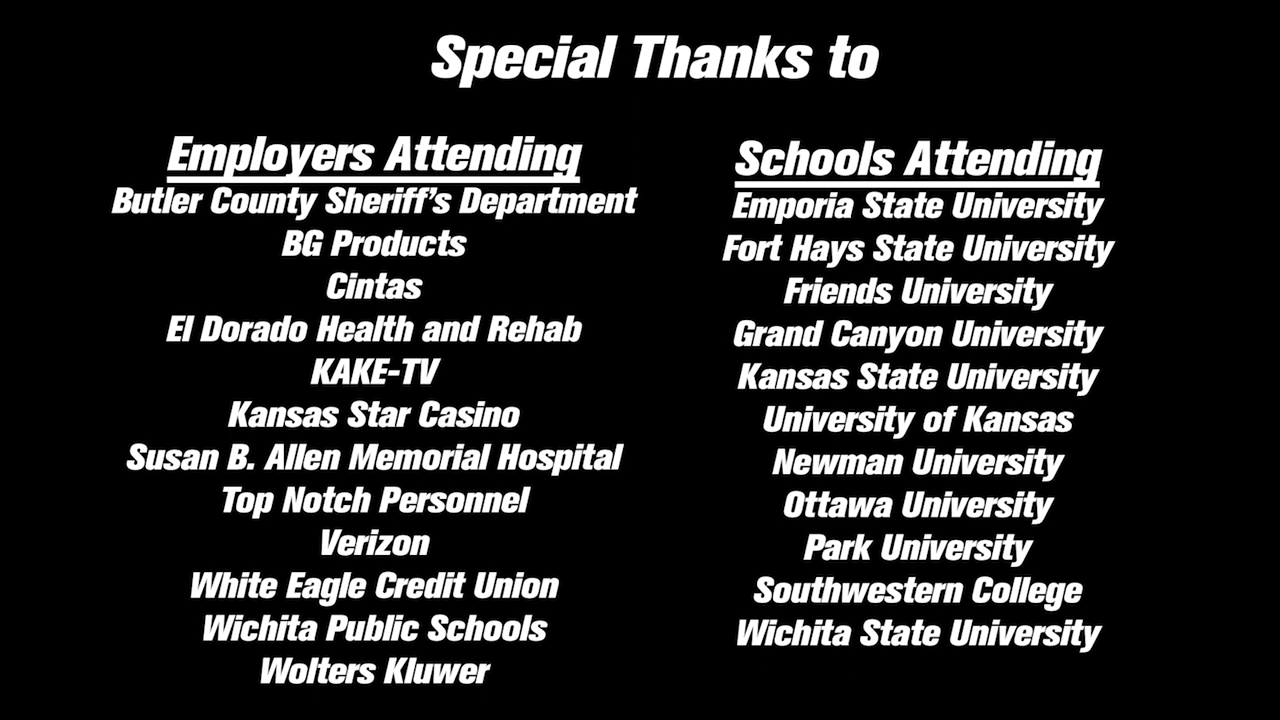 Special Thanks to
Employers Attending
Butler County Sheriff's Department
BG Products
Cintas
El Dorado Health and Rehab
KAKE-TV
Kansas Star Casino
Susan B. Allen Memorial Hospital
Top Notch Personnel
Verizon
White Eagle Credit Union
Wichita Public Schools
Wolters Kluwer
Schools Attending
Emporia State University
Fort Hays State University
Friends University
Grand Canyon University
Kansas State University
University of Kansas
Newman University
Ottawa University
Park University
Southwestern College
Wichita State University